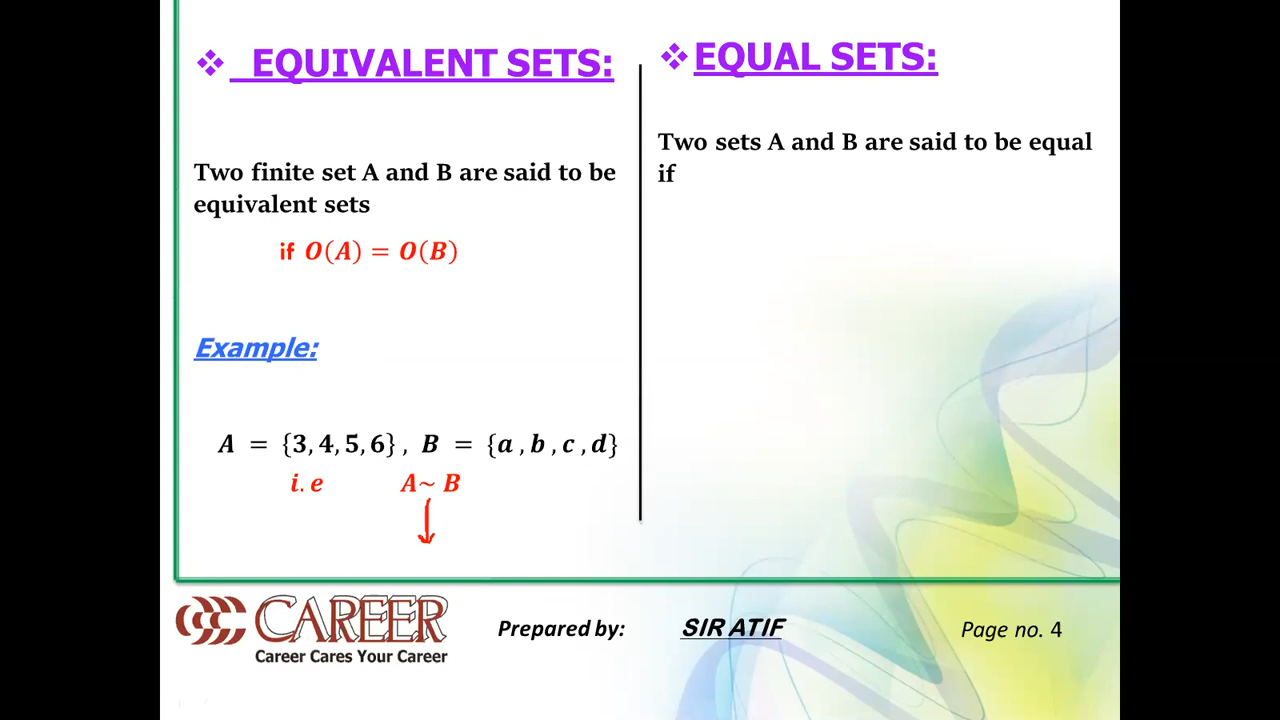 ❖ EQUIVALENT SETS:
Two finite set A and B are said to be
equivalent sets
if O(A) = O(B)
Example:
A = {3, 4, 5, 6} , B = {a , b , c , d}
i. e A~ B
❖ EQUAL SETS:
Two sets A and B are said to be equal
if
CAREER
Career Cares Your Career
Prepared by: SIR ATIF
Page no. 4